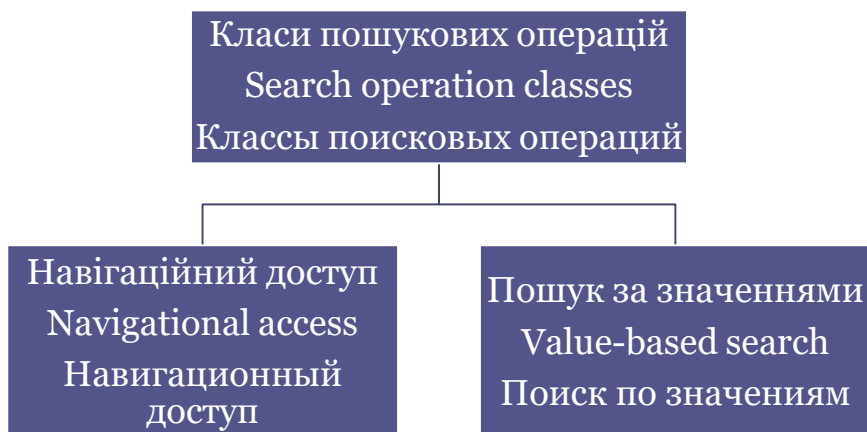 Класи пошукових операцій
Search operation classes
Классы поисковых операций
Навігаційний доступ
Navigational access
Навигационный
доступ
Пошук за значеннями
Value-based search
Поиск по значениям